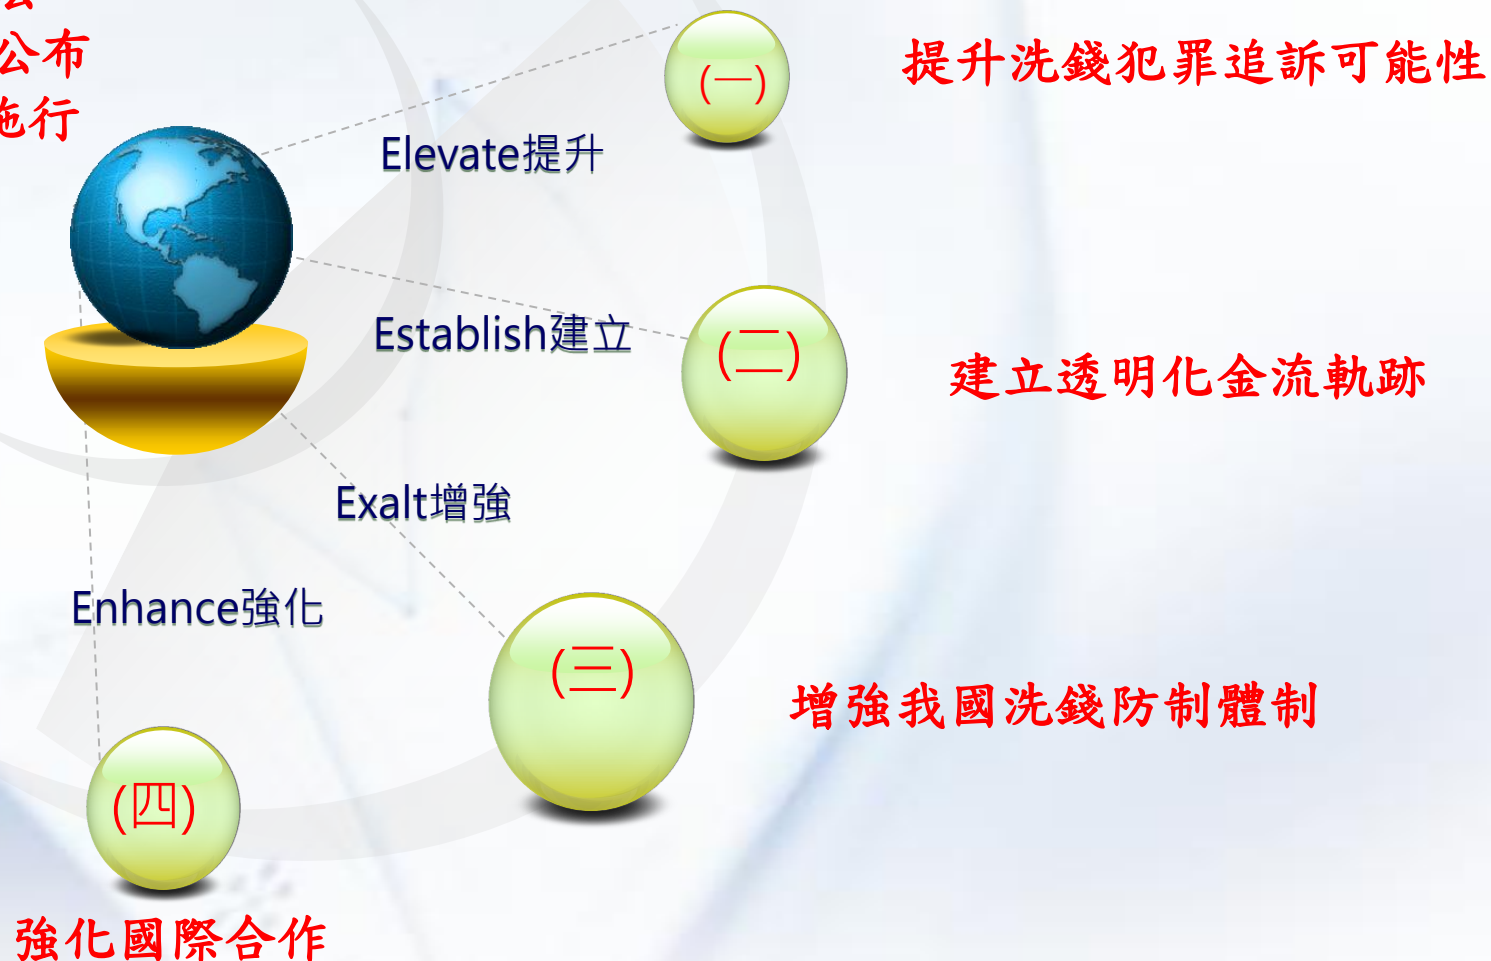 公布
施行
(一)
提升洗錢犯罪追訴可能性
Elevate提升
Establish建立
(二)
建立透明化金流軌跡
Exalt增強
Enhance強化
(三)
增強我國洗錢防制體制
(四)
強化國際合作